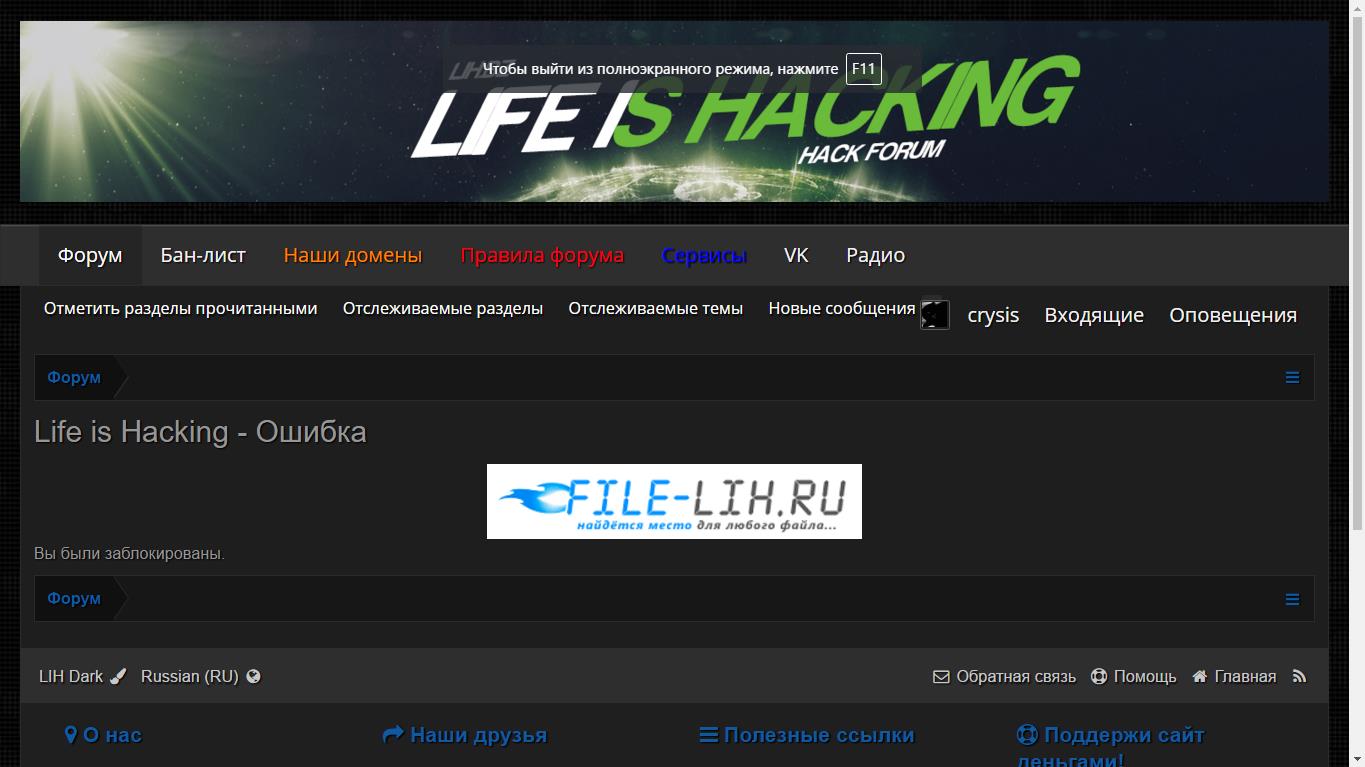 LIHBZ
Чтобы выйти из полноэкранного режима, нажмите F11
LIFE IS HACKING
HACK FORUM
Форум Бан-лист Наши домены Правила форума Сервисы VK Радио
Отметить разделы прочитанными Отслеживаемые разделы Отслеживаемые темы Новые сообщения crysis Входящие Оповещения
Форум
Life is Hacking - Ошибка
FILE-LIH.RU
найдётся место для любого файла...
Вы были заблокированы.
Форум
LIH Dark Russian (RU) Обратная связь Помощь Главная
О нас Наши друзья Полезные ссылки Поддержи сайт
деньгами!